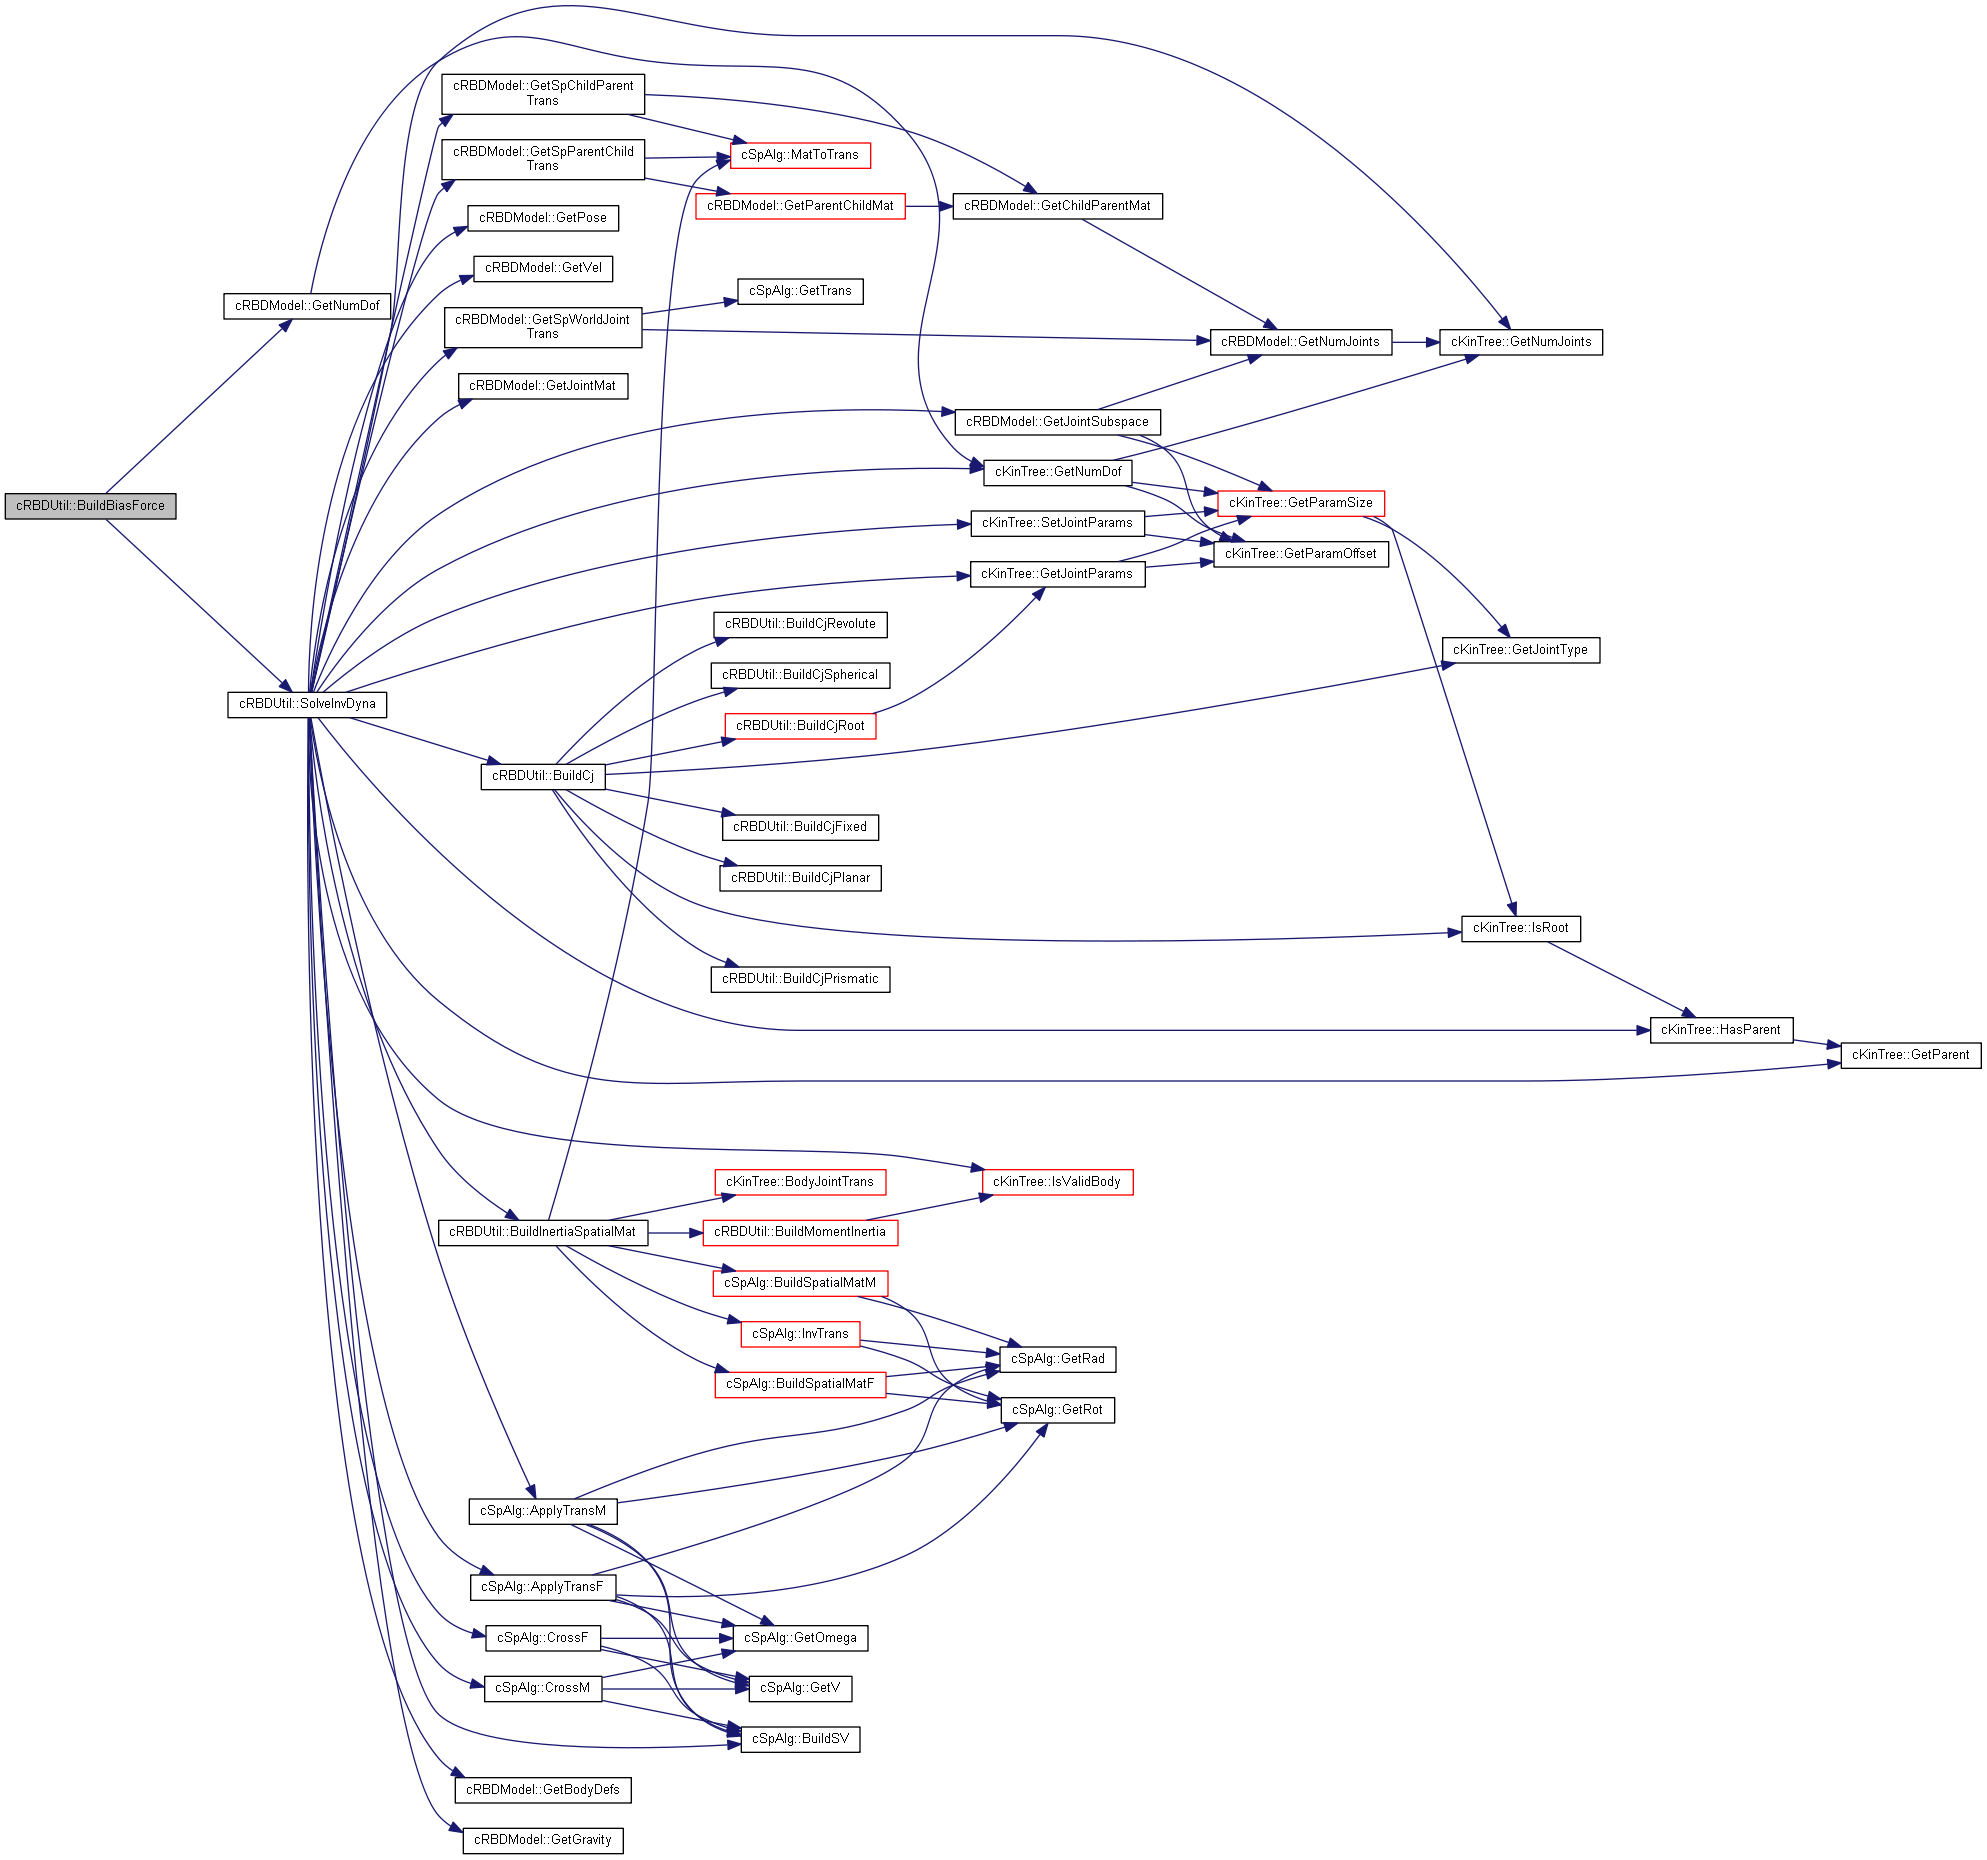 cRBDModel::GetSpChildParent
Trans
cRBDModel::GetSpParentChild
Trans
cSpAlg::MatToTrans
cRBDModel::GetParentChildMat
cRBDModel::GetChildParentMat
cRBDModel::GetPose
cRBDModel::GetVel
cSpAlg::GetTrans
cRBDModel::GetNumDof
cRBDModel::GetSpWorldJoint
Trans
cRBDModel::GetNumJoints
cKinTree::GetNumJoints
cRBDModel::GetJointMat
cRBDModel::GetJointSubspace
cKinTree::GetNumDof
cRBDUtil::BuildBiasForce
cKinTree::GetParamSize
cKinTree::SetJointParams
cKinTree::GetParamOffset
cKinTree::GetJointParams
cRBDUtil::BuildCjRevolute
cKinTree::GetJointType
cRBDUtil::BuildCjSpherical
cRBDUtil::SolveInvDyna
cRBDUtil::BuildCjRoot
cRBDUtil::BuildCj
cRBDUtil::BuildCjFixed
cRBDUtil::BuildCjPlanar
cKinTree::IsRoot
cRBDUtil::BuildCjPrismatic
cKinTree::HasParent
cKinTree::GetParent
cKinTree::BodyJointTrans
cKinTree::IsValidBody
cRBDUtil::BuildInertiaSpatialMat
cRBDUtil::BuildMomentInertia
cSpAlg::BuildSpatialMatM
cSpAlg::InvTrans
cSpAlg::GetRad
cSpAlg::BuildSpatialMatF
cSpAlg::GetRot
cSpAlg::ApplyTransM
cSpAlg::ApplyTransF
cSpAlg::CrossF
cSpAlg::GetOmega
cSpAlg::CrossM
cSpAlg::GetV
cSpAlg::BuildSV
cRBDModel::GetBodyDefs
cRBDModel::GetGravity